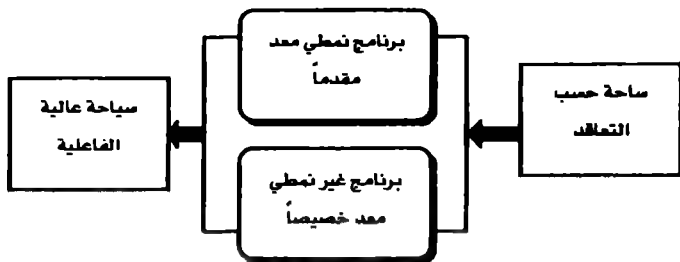 ساحة حسب
التعاقد
برنامج نمطي معد
مقدماً
برنامج غير نمطي
معد خصيصاً
سياحة عالية
الفاعلية